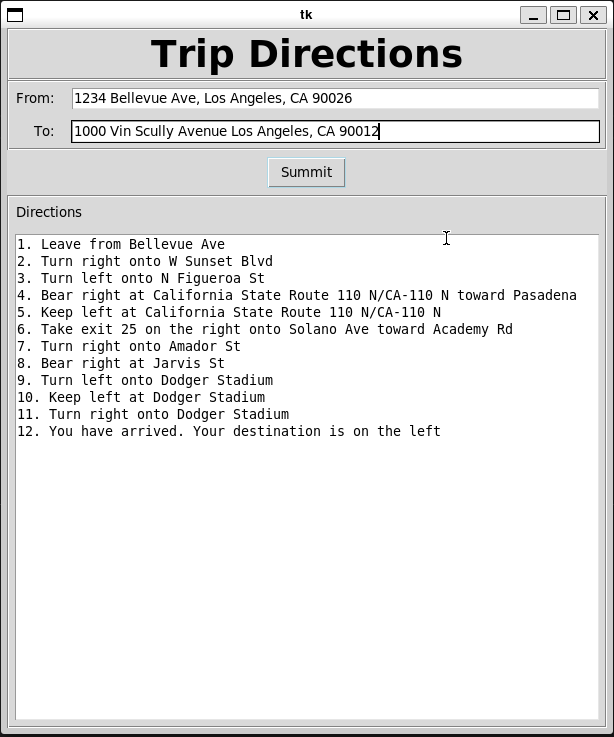 tk
Trip Directions
From: 1234 Bellevue Ave, Los Angeles, CA 90026
To: 1000 Vin Scully Avenue Los Angeles, CA 90012
Summit
Directions
1. Leave from Bellevue Ave
2. Turn right onto W Sunset Blvd
3. Turn left onto N Figueroa St
4. Bear right at California State Route 110 N/CA-110 N toward Pasadena
5. Keep left at California State Route 110 N/CA-110 N
6. Take exit 25 on the right onto Solano Ave toward Academy Rd
7. Turn right onto Amador St
8. Bear right at Jarvis St
9. Turn left onto Dodger Stadium
10. Keep left at Dodger Stadium
11. Turn right onto Dodger Stadium
12. You have arrived. Your destination is on the left